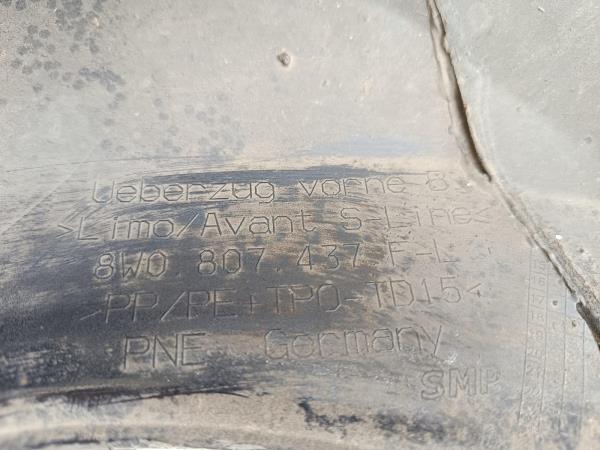 Ueberzug vorne 8
>Limo/Avant S-Line<
8W0.807.437.F-L
>PP/PE+TPO-TD15<
PNE Germany
SMP